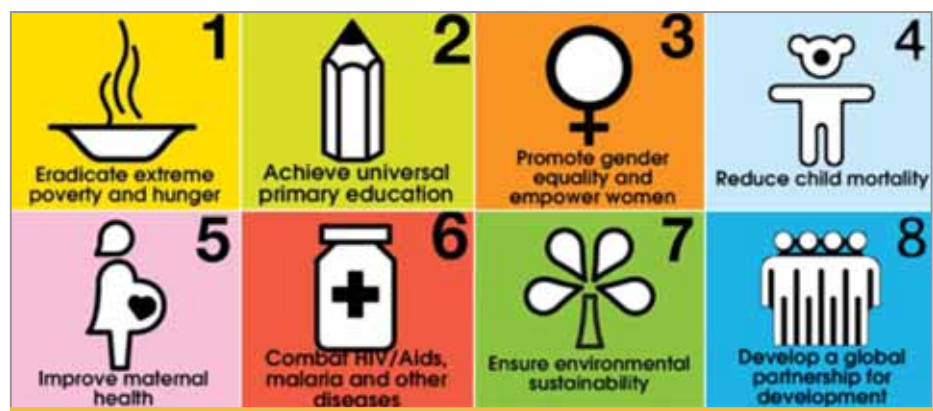 1
Eradicate extreme
poverty and hunger
2
Achieve universal
primary education
3
Promote gender
equality and
empower women
4
Reduce child mortality
5
Improve maternal
health
6
Combat HIV/Aids,
malaria and other
diseases
7
Ensure environmental
sustainability
8
Develop a global
partnership for
development